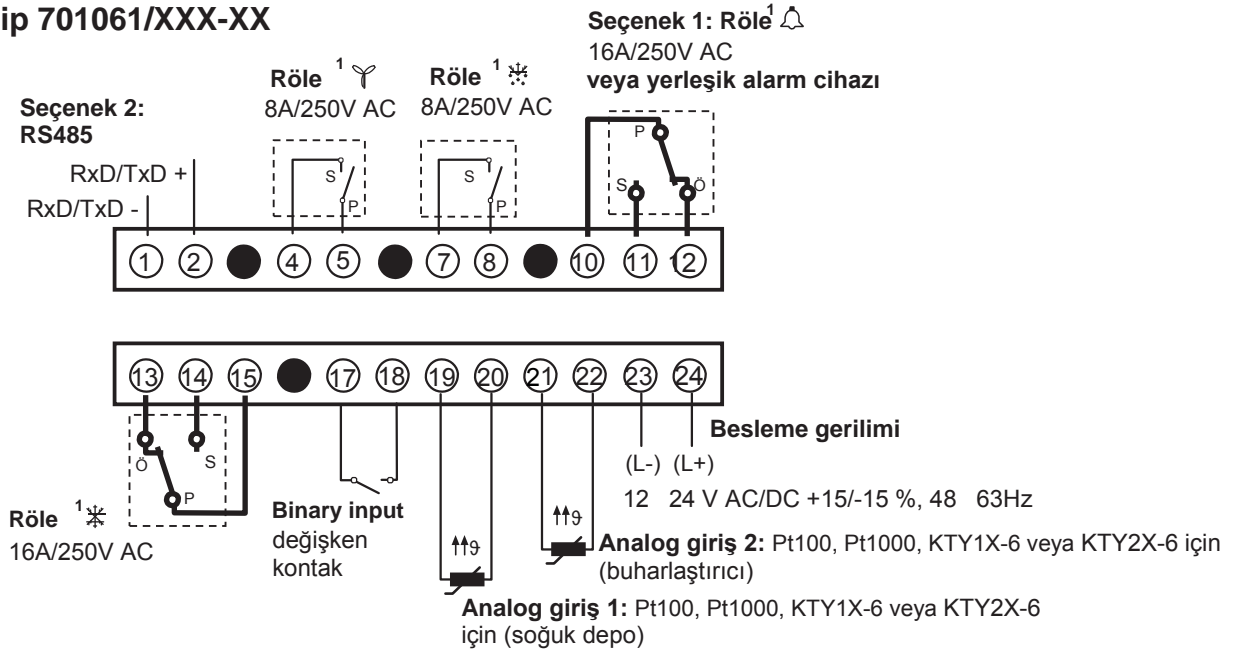 ip 701061/XXX-XX
Seçenek 1: Röle 1
16A/250V AC
veya yerleşik alarm cihazı
Röle 1
8A/250V AC
Röle 1
8A/250V AC
Seçenek 2:
RS485
RxD/TxD +
RxD/TxD -
S
P
S
P
P
S
Ö
1 2 4 5 7 8 10 11 12
13 14 15 17 18 19 20 21 22 23 24
Ö
S
P
Röle 1
16A/250V AC
Binary input
değişken
kontak
Besleme gerilimi
(L-) (L+)
12 24 V AC/DC +15/-15 %, 48 63Hz
ϑ
Analog giriş 2: Pt100, Pt1000, KTY1X-6 veya KTY2X-6 için
(buharlaştırıcı)
ϑ
Analog giriş 1: Pt100, Pt1000, KTY1X-6 veya KTY2X-6
için (soğuk depo)